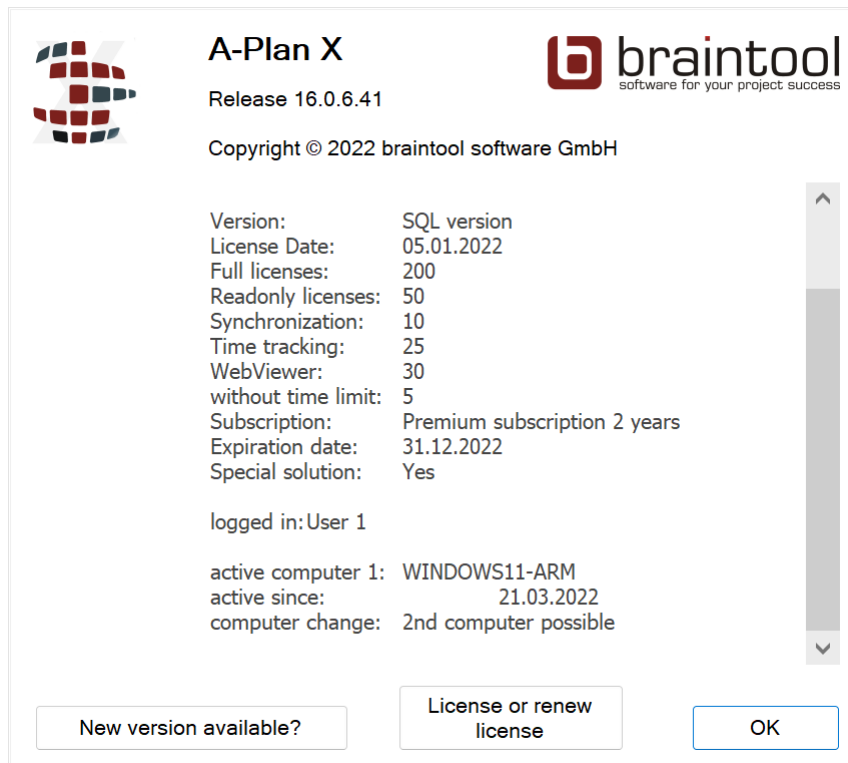 A-Plan X
braintool
software for your project success
Release 16.0.6.41
Copyright © 2022 braintool software GmbH
Version: SQL version
License Date: 05.01.2022
Full licenses: 200
Readonly licenses: 50
Synchronization: 10
Time tracking: 25
WebViewer: 30
without time limit: 5
Subscription: Premium subscription 2 years
Expiration date: 31.12.2022
Special solution: Yes
logged in: User 1
active computer 1: WINDOWS11-ARM
active since: 21.03.2022
computer change: 2nd computer possible
New version available?
License or renew
license
OK